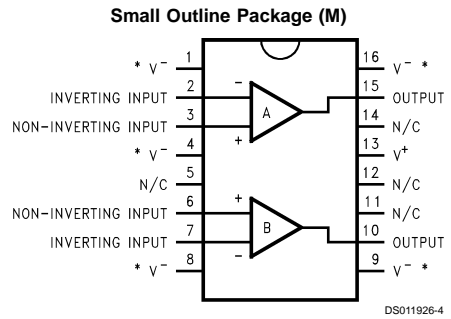 Small Outline Package (M)
* V⁻ 1 16 V⁻ *
INVERTING INPUT 2 − 15 OUTPUT
A
NON-INVERTING INPUT 3 14 N/C
* V⁻ 4 + 13 V⁺
N/C 5 12 N/C
NON-INVERTING INPUT 6 + 11 N/C
B
INVERTING INPUT 7 10 OUTPUT
* V⁻ 8 − 9 V⁻ *
DS011926-4